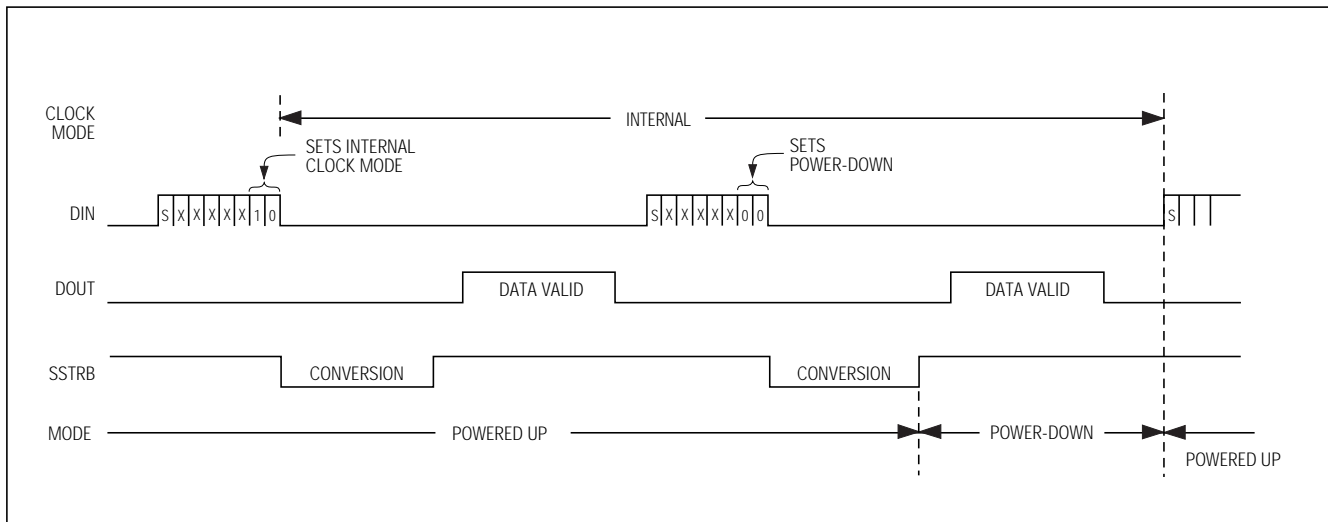 CLOCK
MODE
INTERNAL
SETS INTERNAL
CLOCK MODE
SETS
POWER-DOWN
DIN
S X X X X X 1 0
S X X X X X 0 0
S
DOUT
DATA VALID
DATA VALID
SSTRB
CONVERSION
CONVERSION
MODE
POWERED UP
POWER-DOWN
POWERED UP